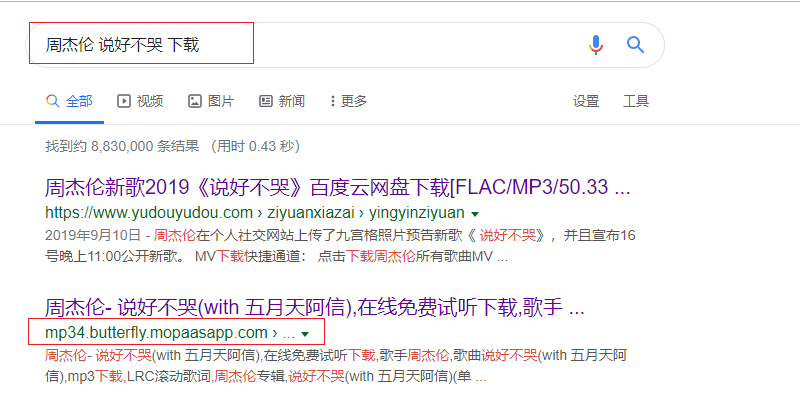 周杰伦 说好不哭 下载
全部 视频 图片 新闻 更多 设置 工具
找到约 8,830,000 条结果 （用时 0.43 秒）
周杰伦新歌2019《说好不哭》百度云网盘下载[FLAC/MP3/50.33 ...
https://www.yudouyudou.com › ziyuanxiazai › yingyinziyuan
2019年9月10日 - 周杰伦在个人社交网站上传了九宫格照片预告新歌《 说好不哭》，并且宣布16
号晚上11:00公开新歌。 MV下载快捷通道： 点击下载周杰伦所有歌曲MV ...
周杰伦- 说好不哭(with 五月天阿信),在线免费试听下载,歌手 ...
mp34.butterfly.mopaasapp.com › ...
周杰伦- 说好不哭(with 五月天阿信),在线免费试听下载,歌手周杰伦,歌曲说好不哭(with 五月天阿
信),mp3下载,LRC滚动歌词,周杰伦专辑,说好不哭(with 五月天阿信)(单 ...